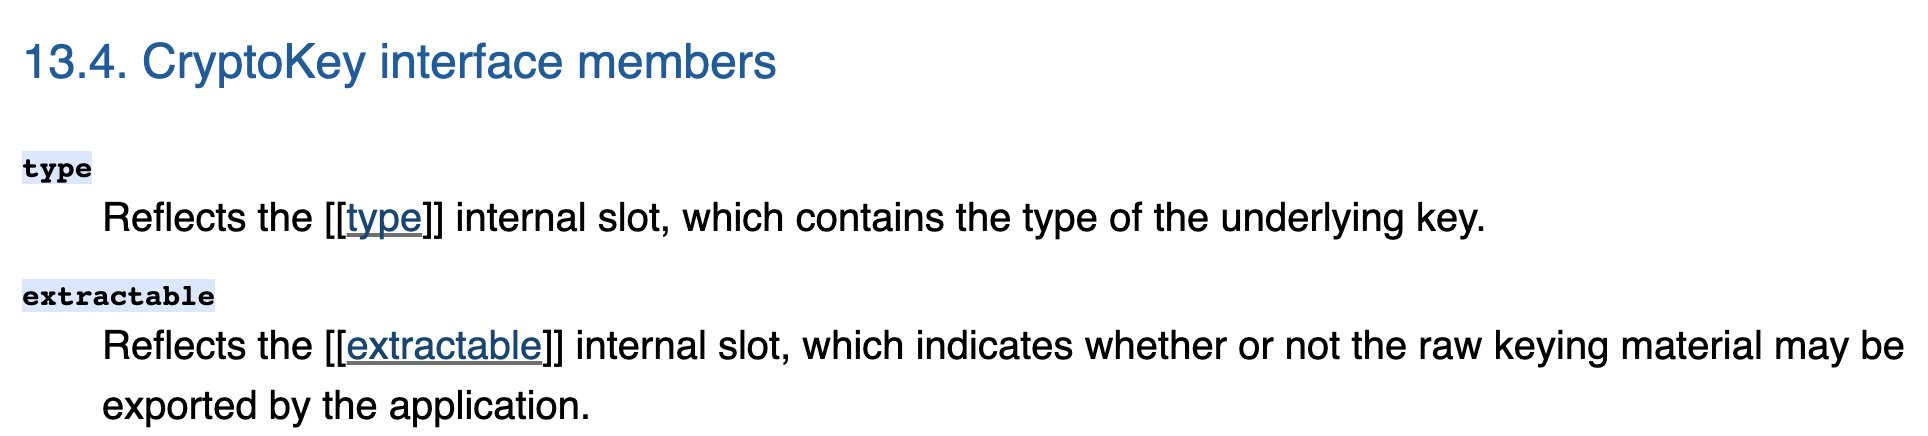 13.4. CryptoKey interface members
type
Reflects the [[type]] internal slot, which contains the type of the underlying key.
extractable
Reflects the [[extractable]] internal slot, which indicates whether or not the raw keying material may be
exported by the application.